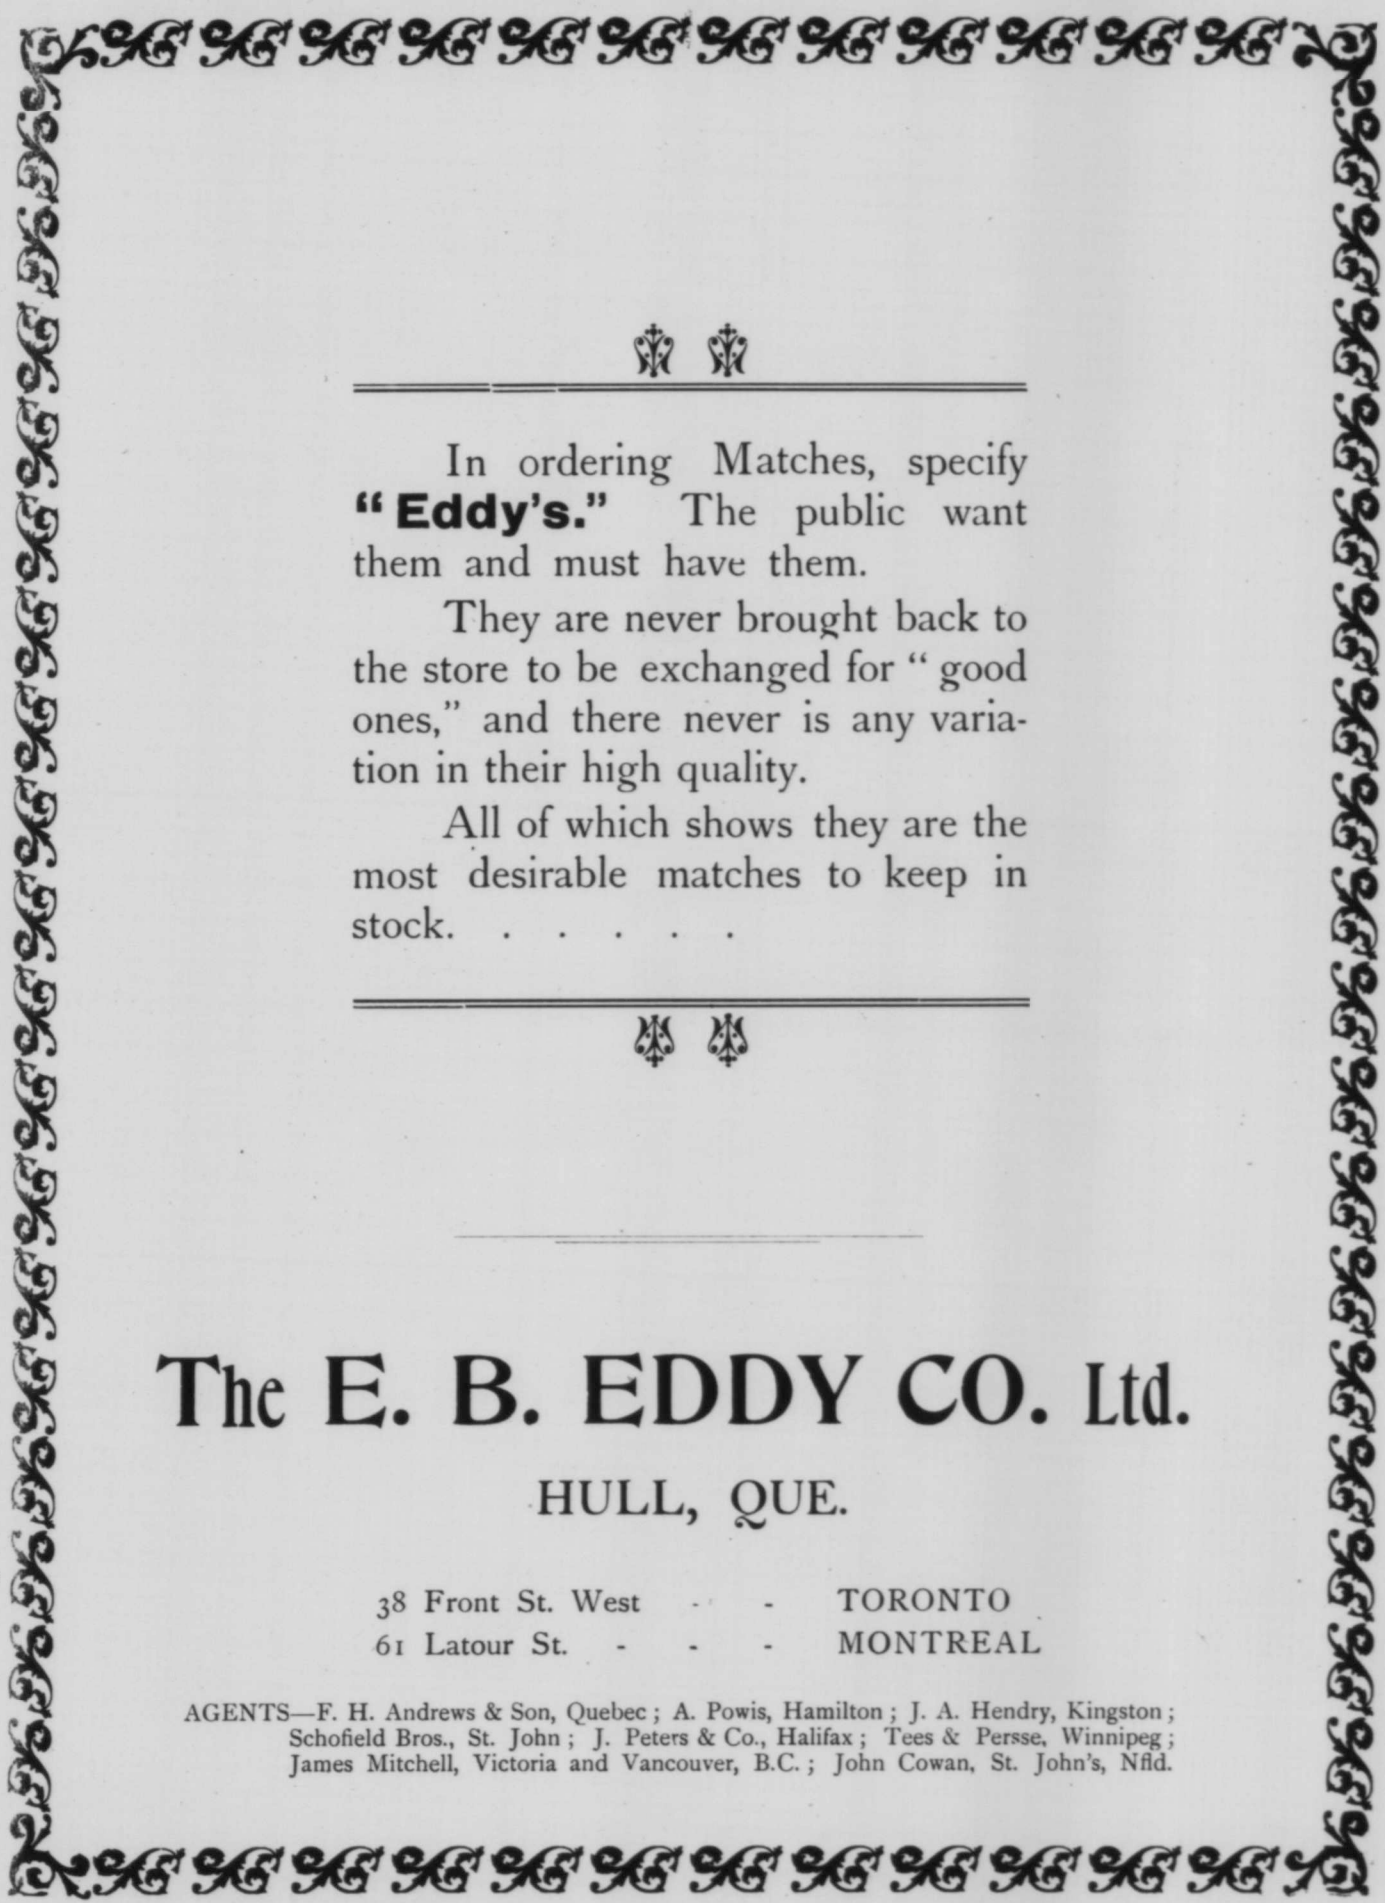 In ordering Matches, specify
“Eddy's.” The public want
them and must have them.
They are never brought back to
the store to be exchanged for “ good
ones,” and there never is any varia-
tion in their high quality.
All of which shows they are the
most desirable matches to keep in
stock. . . . . .
The E. B. EDDY CO. Ltd.
HULL, QUE.
38 Front St. West - - TORONTO
61 Latour St. - - - MONTREAL
AGENTS—F. H. Andrews & Son, Quebec ; A. Powis, Hamilton ; J. A. Hendry, Kingston ;
Schofield Bros., St. John ; J. Peters & Co., Halifax ; Tees & Persse, Winnipeg ;
James Mitchell, Victoria and Vancouver, B.C. ; John Cowan, St. John's, Nfld.